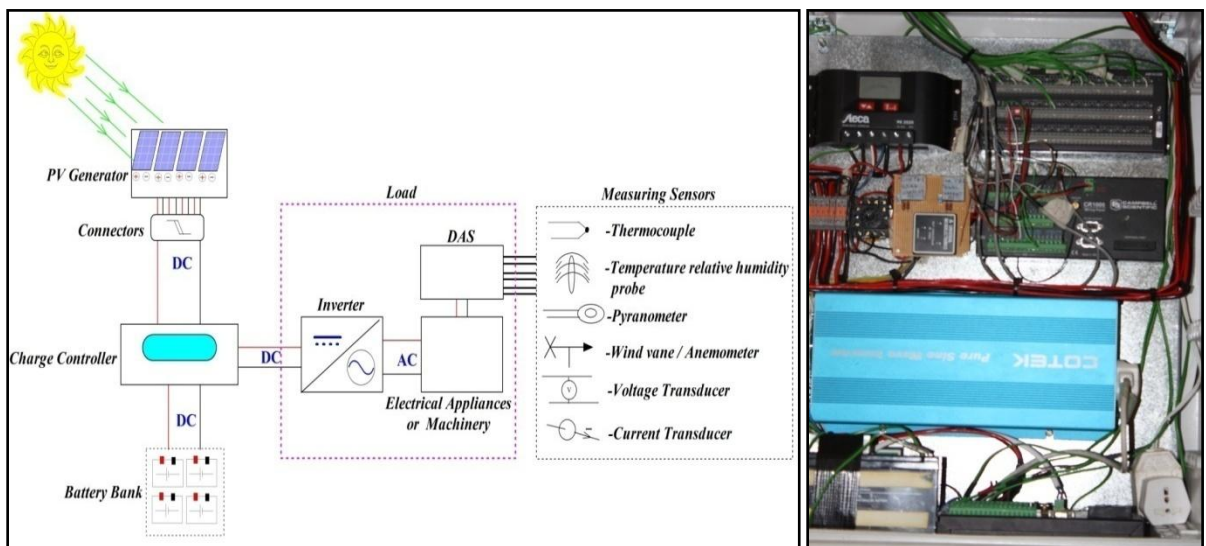 PV Generator
Connectors
DC
Charge Controller
DC
Battery Bank
DC
Load
Inverter
AC
DAS
Electrical Appliances
or Machinery
Measuring Sensors
-Thermocouple
-Temperature relative humidity
probe
-Pyranometer
-Wind vane / Anemometer
V
-Voltage Transducer
-Current Transducer
Steca
CAMPBELL
SCIENTIFIC
COTEK
Pure Sine Wave Inverter